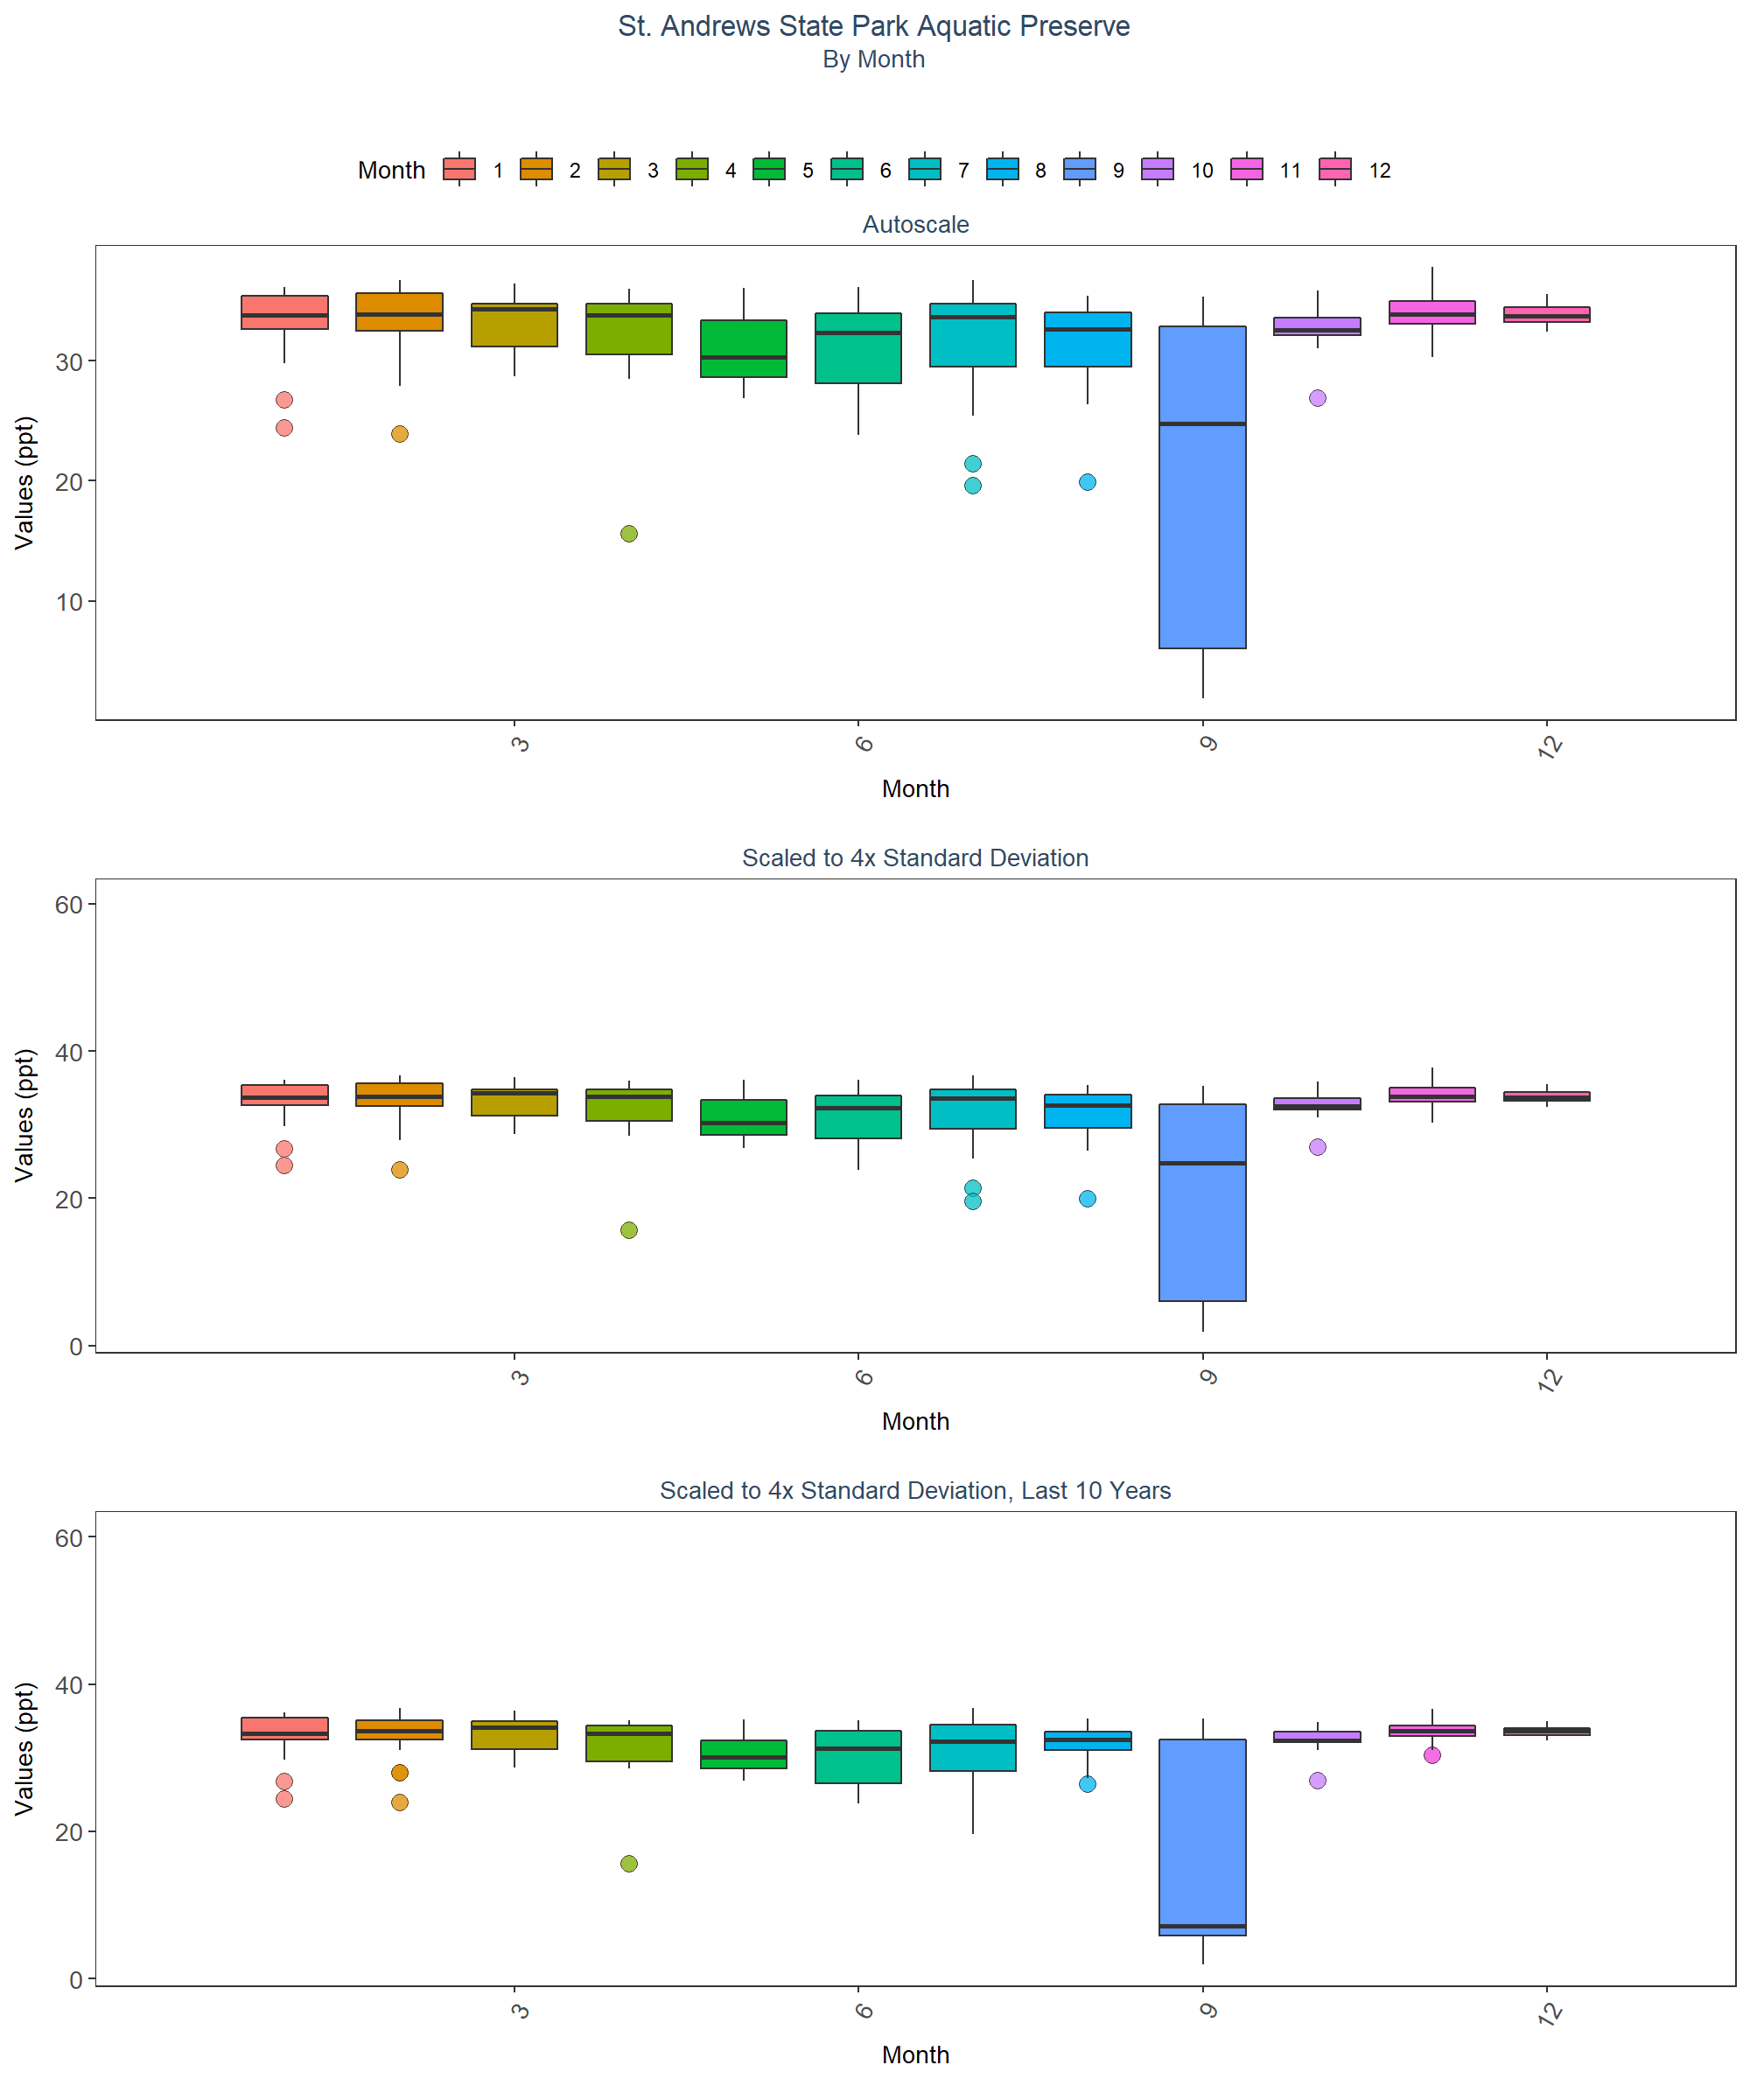 St. Andrews State Park Aquatic Preserve
By Month
Month 1 2 3 4 5 6 7 8 9 10 11 12
Autoscale
Values (ppt)
30
20
10
3 6 9 12
Month
Scaled to 4x Standard Deviation
Values (ppt)
60
40
20
0
3 6 9 12
Month
Scaled to 4x Standard Deviation, Last 10 Years
Values (ppt)
60
40
20
0
3 6 9 12
Month